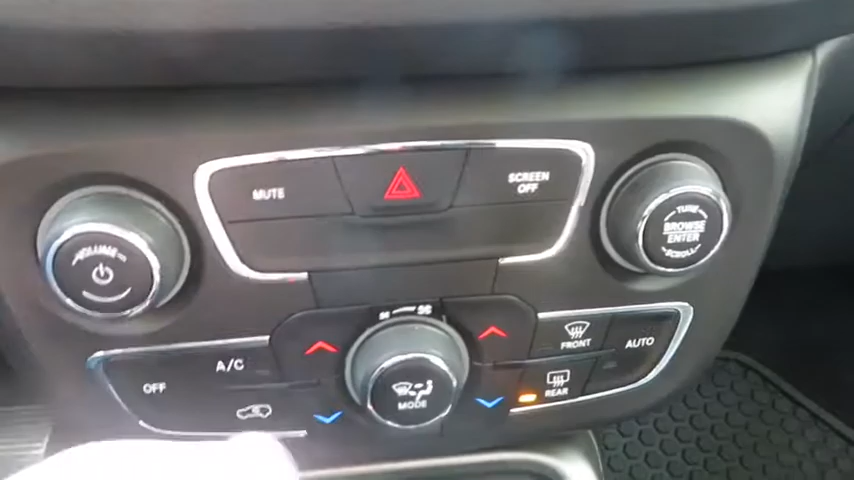 MUTE
SCREEN
OFF
VOLUME
TUNE
BROWSE
ENTER
SCROLL
A/C
OFF
MODE
FRONT
REAR
AUTO